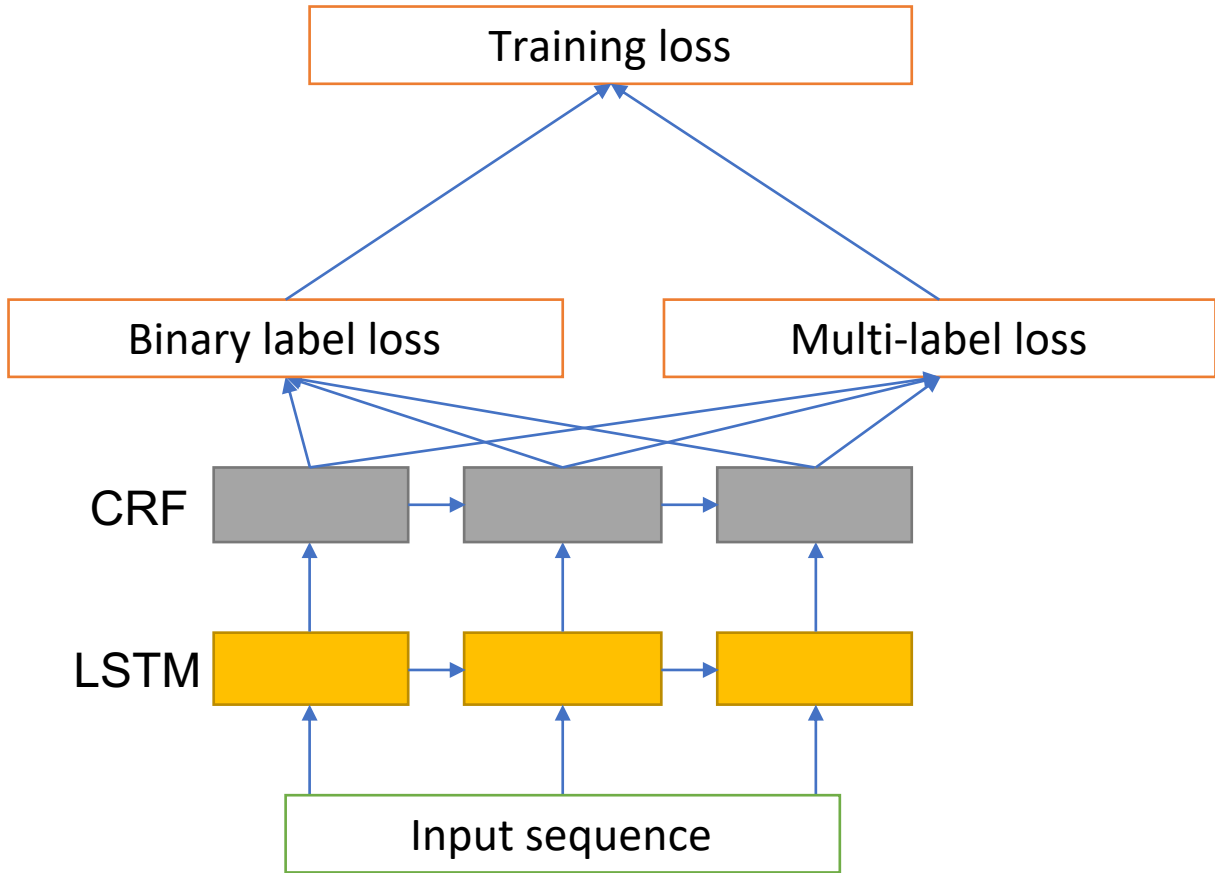 Training loss
Binary label loss
Multi-label loss
CRF
LSTM
Input sequence